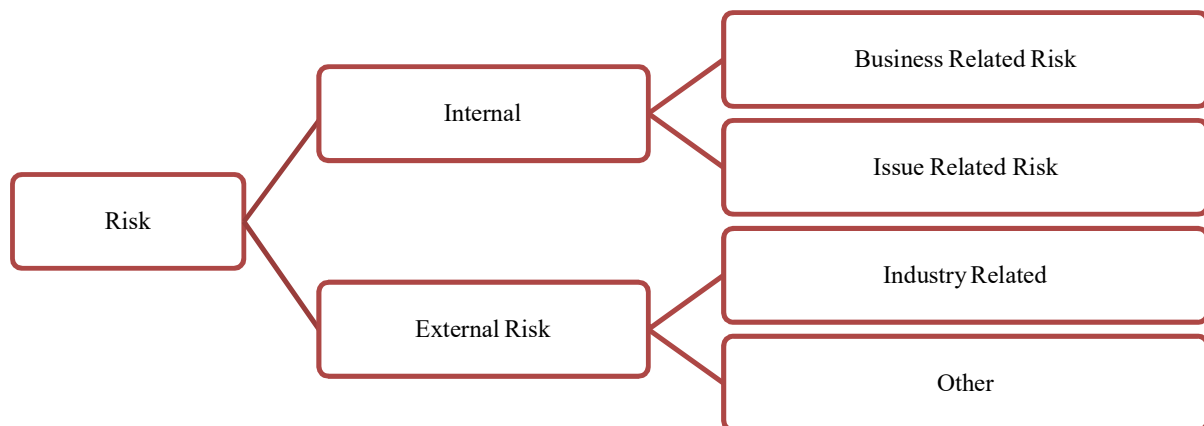 Risk
Internal
Business Related Risk
Issue Related Risk
External Risk
Industry Related
Other